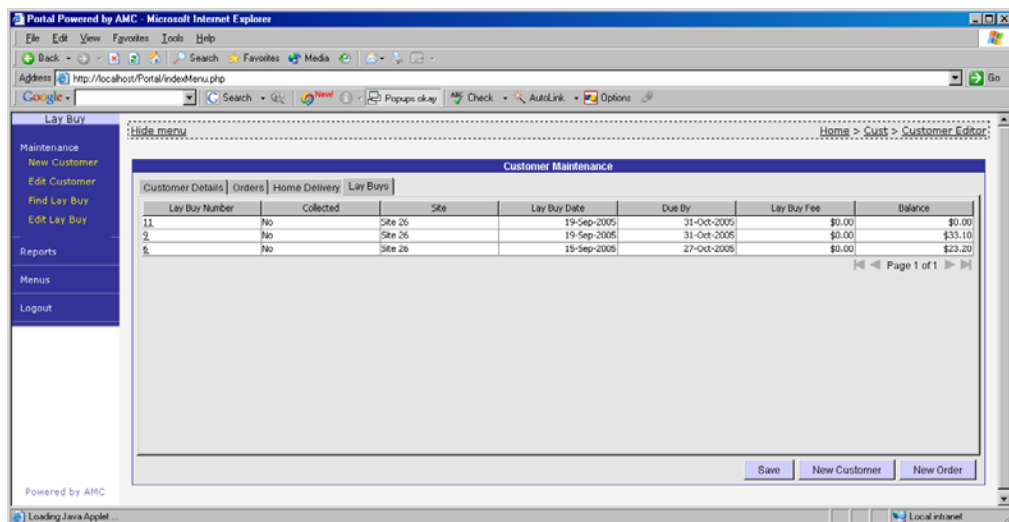 Portal Powered by AMC - Microsoft Internet Explorer
File Edit View Favorites Tools Help
Back Search Favorites Media
Address http://localhost/Portal/indexMenu.php Go
Google - Search New! Popups okay Check AutoLink Options
Lay Buy
Hide menu Home > Cust > Customer Editor
Maintenance
New Customer
Edit Customer
Find Lay Buy
Edit Lay Buy
Reports
Menus
Logout
Powered by AMC
Customer Maintenance
Customer Details Orders Home Delivery Lay Buys
Lay Buy Number Collected Site Lay Buy Date Due By Lay Buy Fee Balance
11 No Site 26 19-Sep-2005 31-Oct-2005 $0.00 $0.00
9 No Site 26 19-Sep-2005 31-Oct-2005 $0.00 $33.10
6 No Site 26 15-Sep-2005 27-Oct-2005 $0.00 $23.20
Page 1 of 1
Save New Customer New Order
Loading Java Applet ... Local intranet